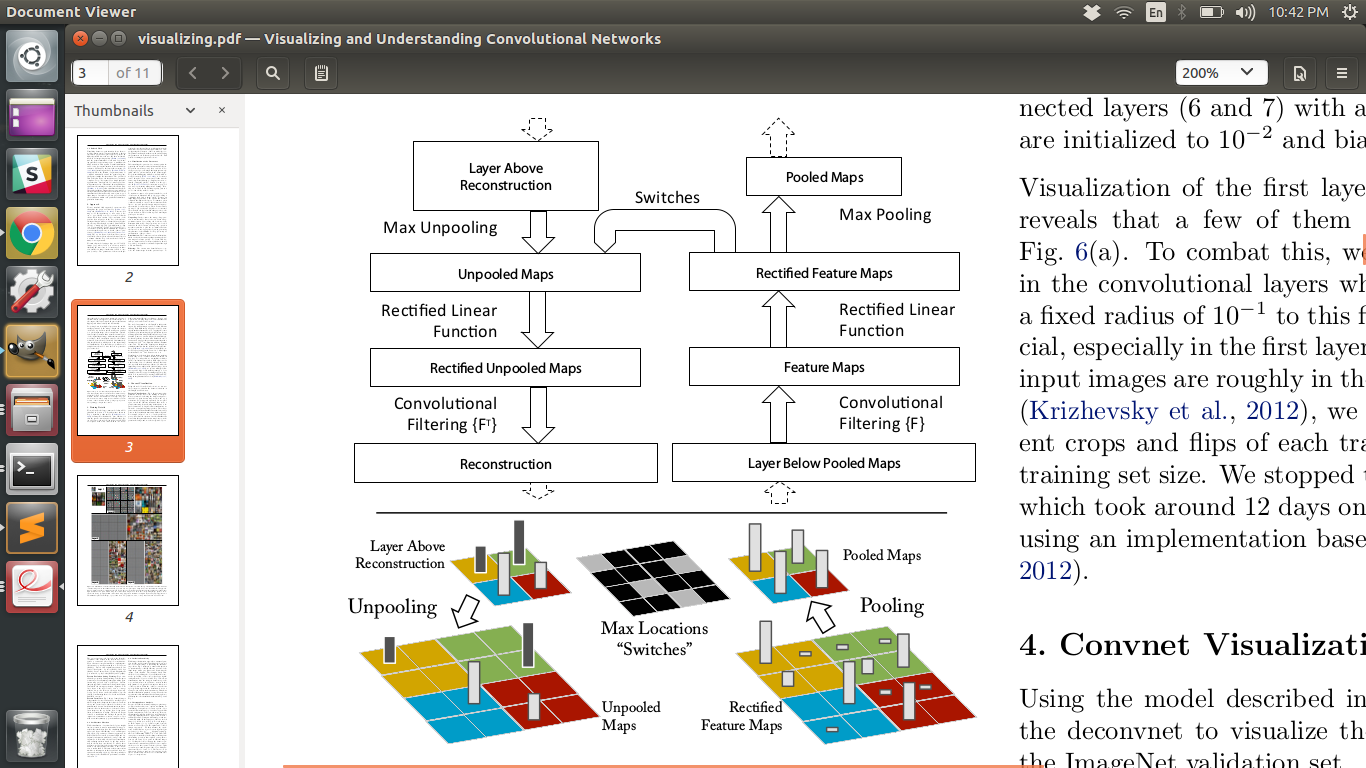 Document Viewer
En
10:42 PM
visualizing.pdf — Visualizing and Understanding Convolutional Networks
3 of 11
200%
Thumbnails
2
3
4
Layer Above
Reconstruction
Pooled Maps
Switches
Max Unpooling
Max Pooling
Unpooled Maps
Rectified Feature Maps
Rectified Linear
Function
Rectified Linear
Function
Rectified Unpooled Maps
Feature Maps
Convolutional
Filtering {Fᵀ}
Convolutional
Filtering {F}
Reconstruction
Layer Below Pooled Maps
Layer Above
Reconstruction
Pooled Maps
Unpooling
Pooling
Max Locations
“Switches”
Unpooled
Maps
Rectified
Feature Maps
nected layers (6 and 7) with a
are initialized to 10⁻² and bia
Visualization of the first laye
reveals that a few of them
Fig. 6(a). To combat this, we
in the convolutional layers wh
a fixed radius of 10⁻¹ to this f
cial, especially in the first layer
input images are roughly in the
(Krizhevsky et al., 2012), we
ent crops and flips of each tra
training set size. We stopped t
which took around 12 days on
using an implementation base
2012).
4. Convnet Visualizati
Using the model described in
the deconvnet to visualize the
the ImageNet validation set